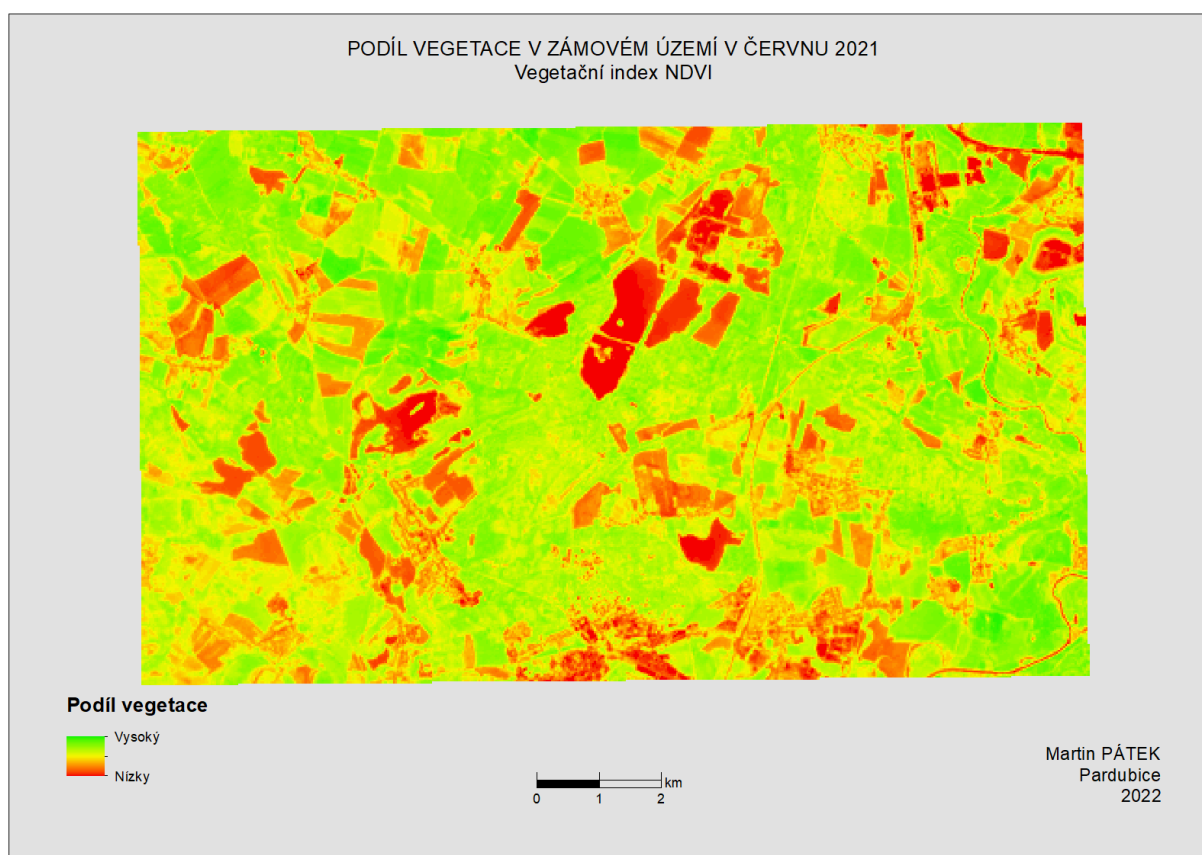 PODÍL VEGETACE V ZÁMOVÉM ÚZEMÍ V ČERVNU 2021
Vegetační index NDVI
Podíl vegetace
Vysoký
Nízky
km
0 1 2
Martin PÁTEK
Pardubice
2022